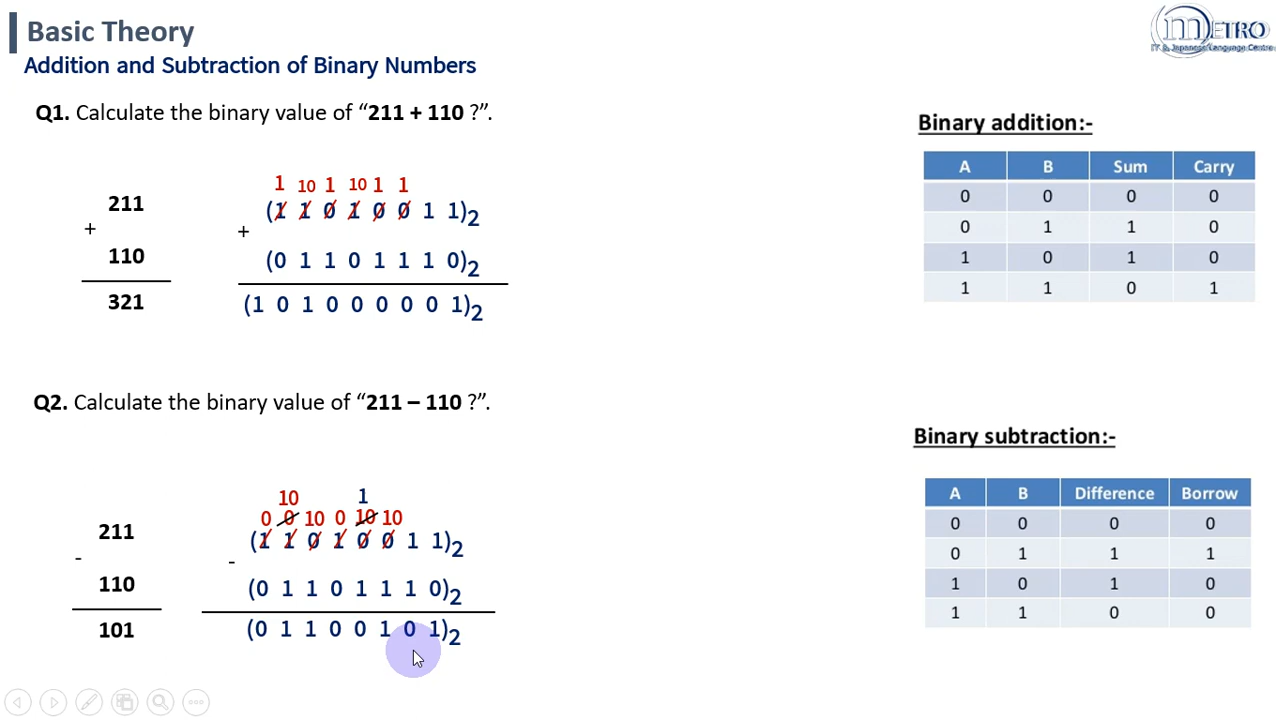 Basic Theory
Addition and Subtraction of Binary Numbers
METRO
IT & Japanese Language Centre
Q1. Calculate the binary value of “211 + 110 ?”.
211
+
110
321
1 10 1 10 1 1
(1 1 0 1 0 0 1 1)2
+
(0 1 1 0 1 1 1 0)2
(1 0 1 0 0 0 0 0 1)2
Binary addition:-
A B Sum Carry
0 0 0 0
0 1 1 0
1 0 1 0
1 1 0 1
Q2. Calculate the binary value of “211 – 110 ?”.
211
-
110
101
10 1
0 0 10 0 10 10
(1 1 0 1 0 0 1 1)2
-
(0 1 1 0 1 1 1 0)2
(0 1 1 0 0 1 0 1)2
Binary subtraction:-
A B Difference Borrow
0 0 0 0
0 1 1 1
1 0 1 0
1 1 0 0